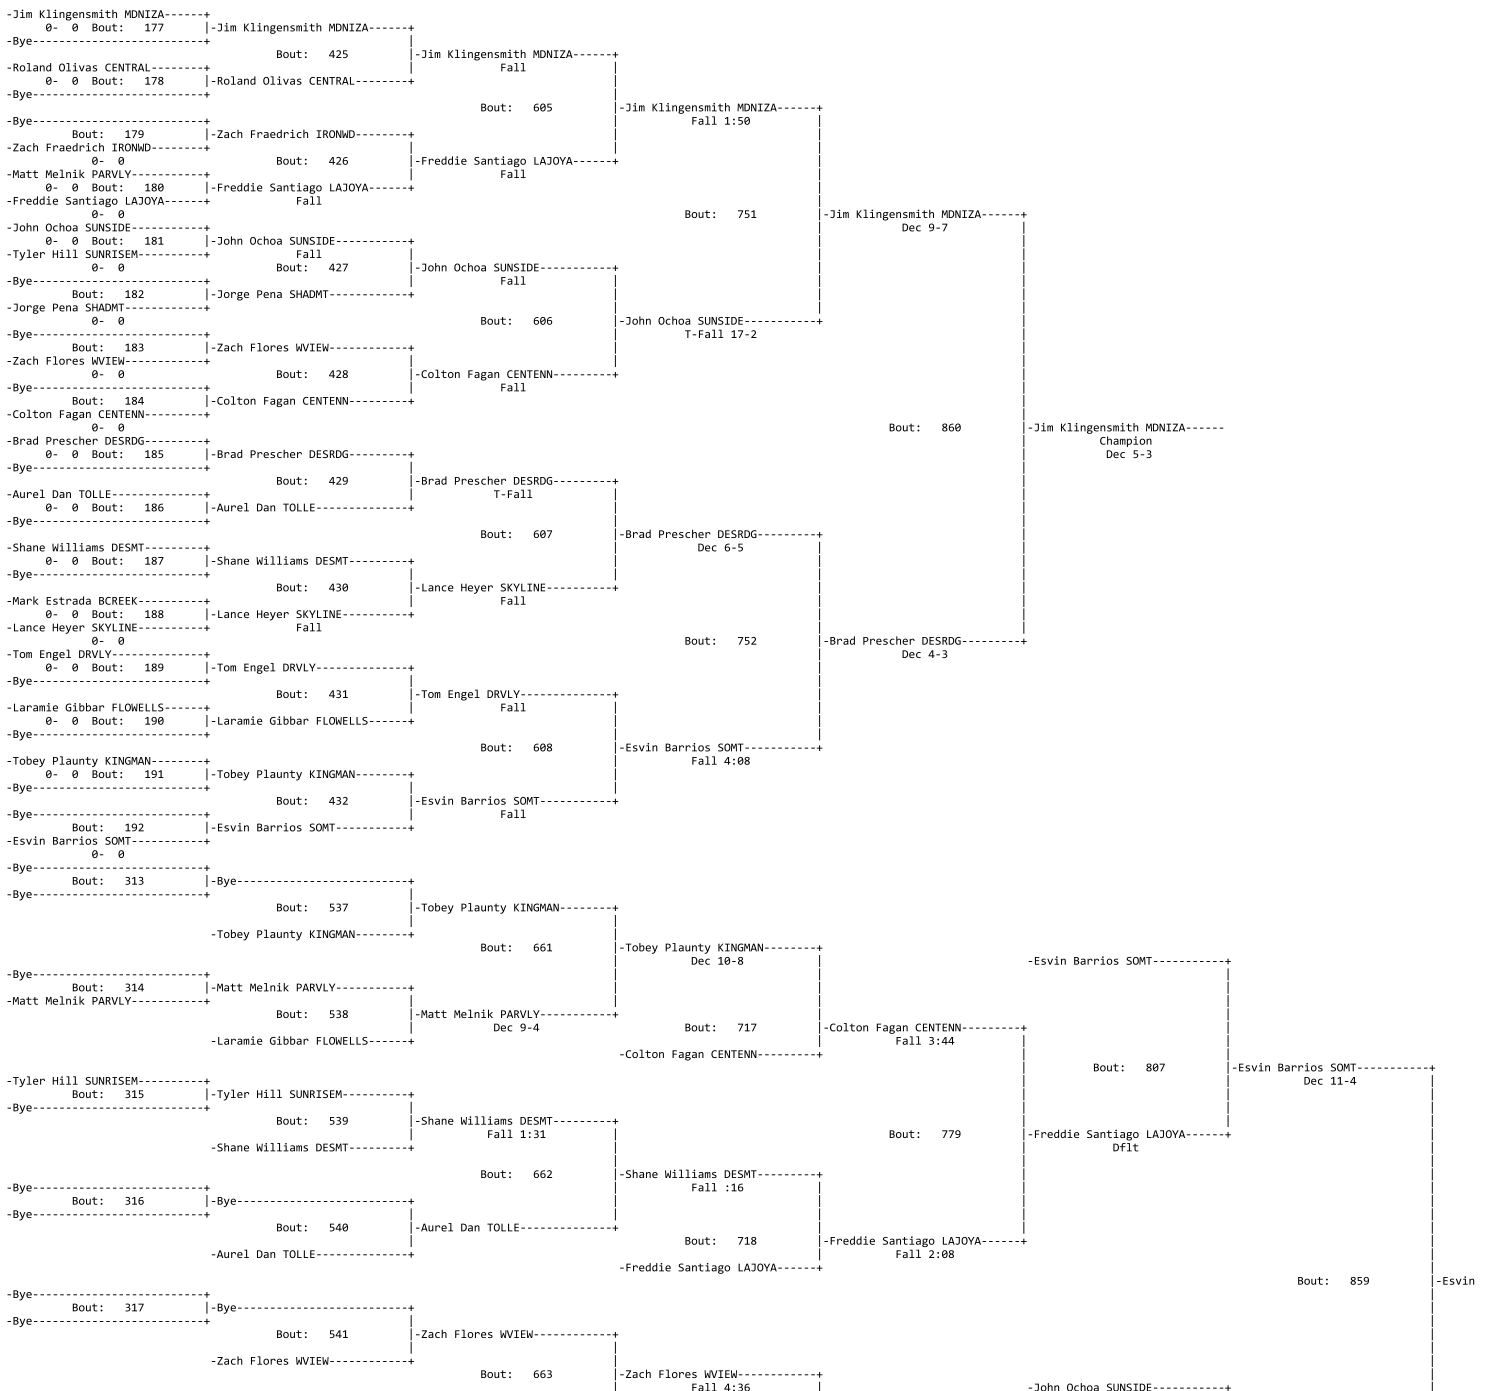 -Jim Klingensmith MDNIZA------+
0- 0 Bout: 177 |-Jim Klingensmith MDNIZA------+
-Bye--------------------------+ |
Bout: 425 |-Jim Klingensmith MDNIZA------+
-Roland Olivas CENTRAL--------+ | Fall |
0- 0 Bout: 178 |-Roland Olivas CENTRAL--------+ |
-Bye--------------------------+ |
Bout: 605 |-Jim Klingensmith MDNIZA------+
-Bye--------------------------+ | Fall 1:50 |
Bout: 179 |-Zach Fraedrich IRONWD--------+ | |
-Zach Fraedrich IRONWD--------+ | | |
0- 0 Bout: 426 |-Freddie Santiago LAJOYA------+ |
-Matt Melnik PARVLY-----------+ | Fall |
0- 0 Bout: 180 |-Freddie Santiago LAJOYA------+ |
-Freddie Santiago LAJOYA------+ Fall |
0- 0 Bout: 751 |-Jim Klingensmith MDNIZA------+
-John Ochoa SUNSIDE-----------+ | Dec 9-7 |
0- 0 Bout: 181 |-John Ochoa SUNSIDE-----------+ | |
-Tyler Hill SUNRISEM----------+ Fall | | |
0- 0 Bout: 427 |-John Ochoa SUNSIDE-----------+ | |
-Bye--------------------------+ | Fall | | |
Bout: 182 |-Jorge Pena SHADMT------------+ | | |
-Jorge Pena SHADMT------------+ | | |
0- 0 Bout: 606 |-John Ochoa SUNSIDE-----------+ |
-Bye--------------------------+ | T-Fall 17-2 |
Bout: 183 |-Zach Flores WVIEW------------+ | |
-Zach Flores WVIEW------------+ | | |
0- 0 Bout: 428 |-Colton Fagan CENTENN---------+ |
-Bye--------------------------+ | Fall |
Bout: 184 |-Colton Fagan CENTENN---------+ |
-Colton Fagan CENTENN---------+ |
0- 0 Bout: 860 |-Jim Klingensmith MDNIZA------
-Brad Prescher DESRDG---------+ | Champion
0- 0 Bout: 185 |-Brad Prescher DESRDG---------+ | Dec 5-3
-Bye--------------------------+ | |
Bout: 429 |-Brad Prescher DESRDG---------+ |
-Aurel Dan TOLLE--------------+ | T-Fall | |
0- 0 Bout: 186 |-Aurel Dan TOLLE--------------+ | |
-Bye--------------------------+ | |
Bout: 607 |-Brad Prescher DESRDG---------+ |
-Shane Williams DESMT---------+ | Dec 6-5 | |
0- 0 Bout: 187 |-Shane Williams DESMT---------+ | | |
-Bye--------------------------+ | | | |
Bout: 430 |-Lance Heyer SKYLINE----------+ | |
-Mark Estrada BCREEK----------+ | Fall | |
0- 0 Bout: 188 |-Lance Heyer SKYLINE----------+ | |
-Lance Heyer SKYLINE----------+ Fall | |
0- 0 Bout: 752 |-Brad Prescher DESRDG---------+
-Tom Engel DRVLY--------------+ | Dec 4-3
0- 0 Bout: 189 |-Tom Engel DRVLY--------------+ |
-Bye--------------------------+ | |
Bout: 431 |-Tom Engel DRVLY--------------+ |
-Laramie Gibbar FLOWELLS------+ | Fall | |
0- 0 Bout: 190 |-Laramie Gibbar FLOWELLS------+ | |
-Bye--------------------------+ | |
Bout: 608 |-Esvin Barrios SOMT-----------+
-Tobey Plaunty KINGMAN--------+ | Fall 4:08
0- 0 Bout: 191 |-Tobey Plaunty KINGMAN--------+ |
-Bye--------------------------+ | |
Bout: 432 |-Esvin Barrios SOMT-----------+
-Bye--------------------------+ | Fall
Bout: 192 |-Esvin Barrios SOMT-----------+
-Esvin Barrios SOMT-----------+
0- 0
-Bye--------------------------+
Bout: 313 |-Bye--------------------------+
-Bye--------------------------+ |
Bout: 537 |-Tobey Plaunty KINGMAN--------+
-Tobey Plaunty KINGMAN--------+ |
Bout: 661 |-Tobey Plaunty KINGMAN--------+
| Dec 10-8 | -Esvin Barrios SOMT-----------+
-Bye--------------------------+ | | |
Bout: 314 |-Matt Melnik PARVLY-----------+ | | |
-Matt Melnik PARVLY-----------+ | | | |
Bout: 538 |-Matt Melnik PARVLY-----------+ | |
| Dec 9-4 Bout: 717 |-Colton Fagan CENTENN---------+ |
-Laramie Gibbar FLOWELLS------+ | Fall 3:44 | |
-Colton Fagan CENTENN---------+ | |
Bout: 807 |-Esvin Barrios SOMT-----------+
-Tyler Hill SUNRISEM----------+ | | Dec 11-4 |
Bout: 315 |-Tyler Hill SUNRISEM----------+ | | |
-Bye--------------------------+ | | | |
Bout: 539 |-Shane Williams DESMT---------+ | | |
| Fall 1:31 | Bout: 779 |-Freddie Santiago LAJOYA------+ |
-Shane Williams DESMT---------+ | | Dflt |
Bout: 662 |-Shane Williams DESMT---------+ | |
-Bye--------------------------+ | Fall :16 | | |
Bout: 316 |-Bye--------------------------+ | | | |
-Bye--------------------------+ | | | | |
Bout: 540 |-Aurel Dan TOLLE--------------+ | | |
| Bout: 718 |-Freddie Santiago LAJOYA------+ |
-Aurel Dan TOLLE--------------+ | Fall 2:08 |
-Freddie Santiago LAJOYA------+ |
Bout: 859 |-Esvin
-Bye--------------------------+ |
Bout: 317 |-Bye--------------------------+ |
-Bye--------------------------+ | |
Bout: 541 |-Zach Flores WVIEW------------+ |
-Zach Flores WVIEW------------+ | |
Bout: 663 |-Zach Flores WVIEW------------+ |
| Fall 4:36 | -John Ochoa SUNSIDE-----------+ |